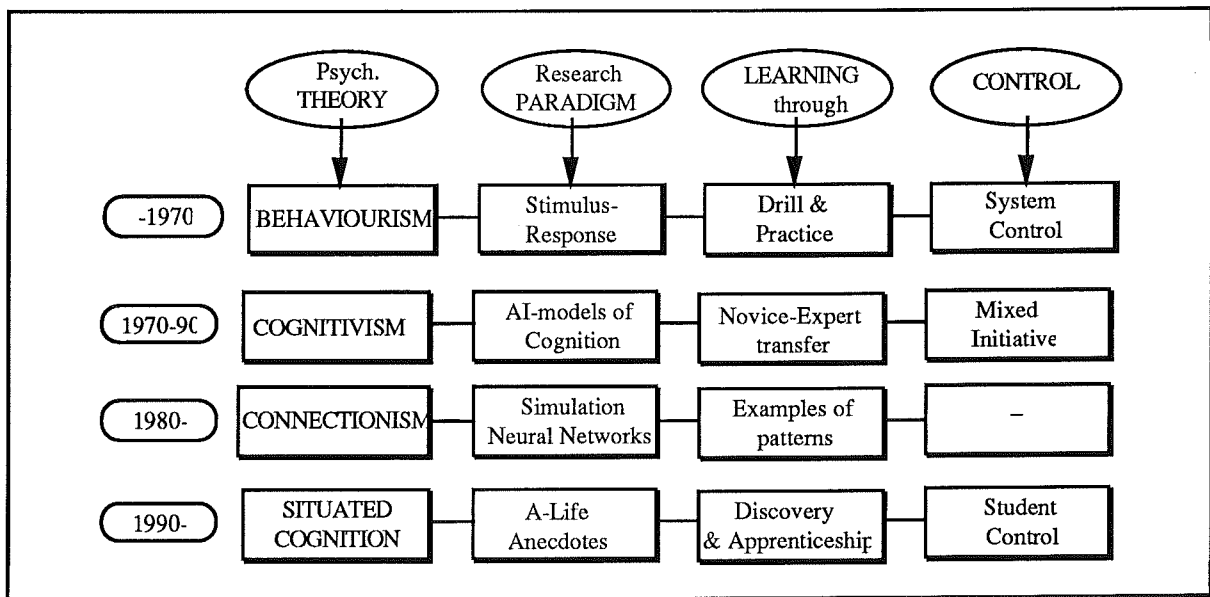 Psych.
THEORY
Research
PARADIGM
LEARNING
through
CONTROL
-1970
BEHAVIOURISM
Stimulus-
Response
Drill &
Practice
System
Control
1970-90
COGNITIVISM
AI-models of
Cognition
Novice-Expert
transfer
Mixed
Initiative
1980-
CONNECTIONISM
Simulation
Neural Networks
Examples of
patterns
–
1990-
SITUATED
COGNITION
A-Life
Anecdotes
Discovery
& Apprenticeship
Student
Control